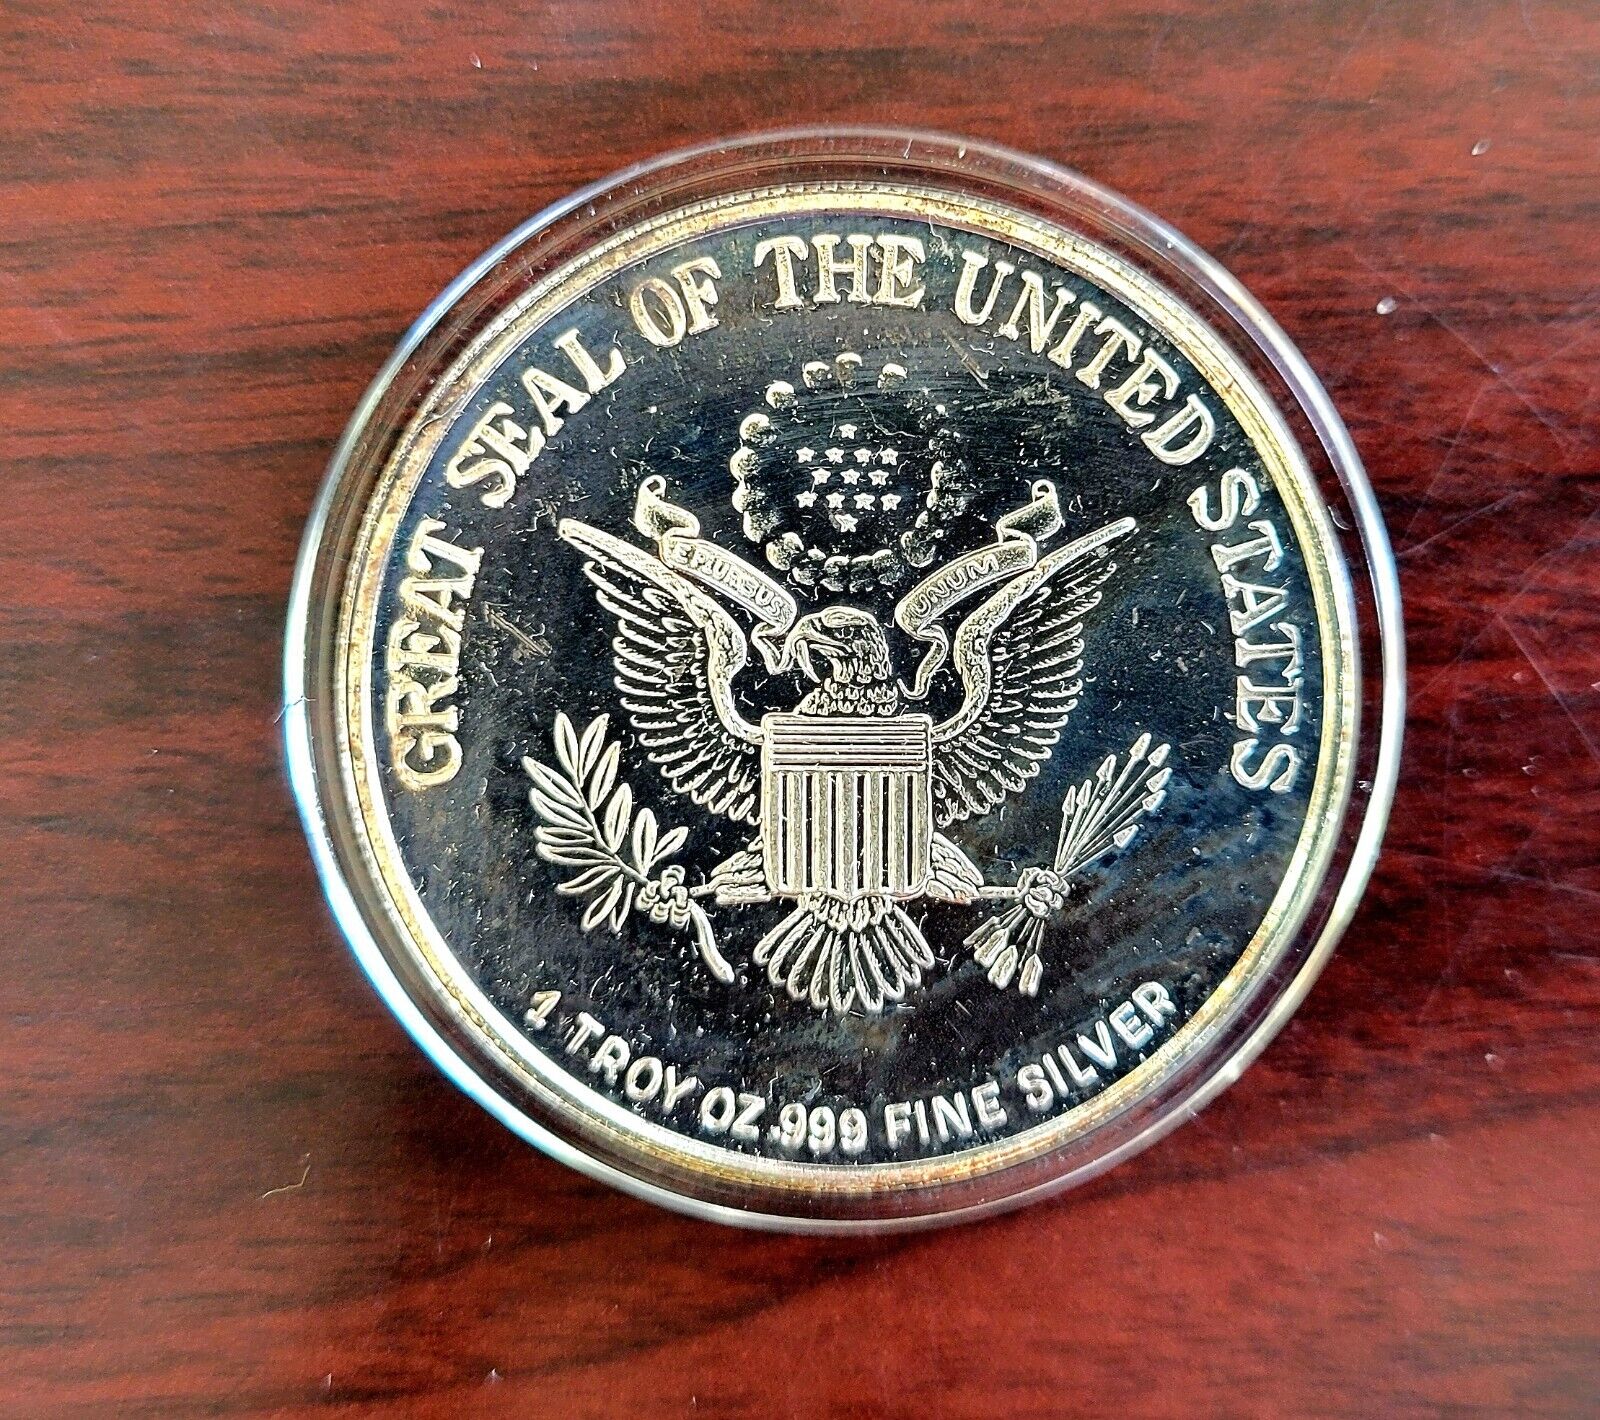 GREAT SEAL OF THE UNITED STATES
E PLURIBUS UNUM
1 TROY OZ .999 FINE SILVER